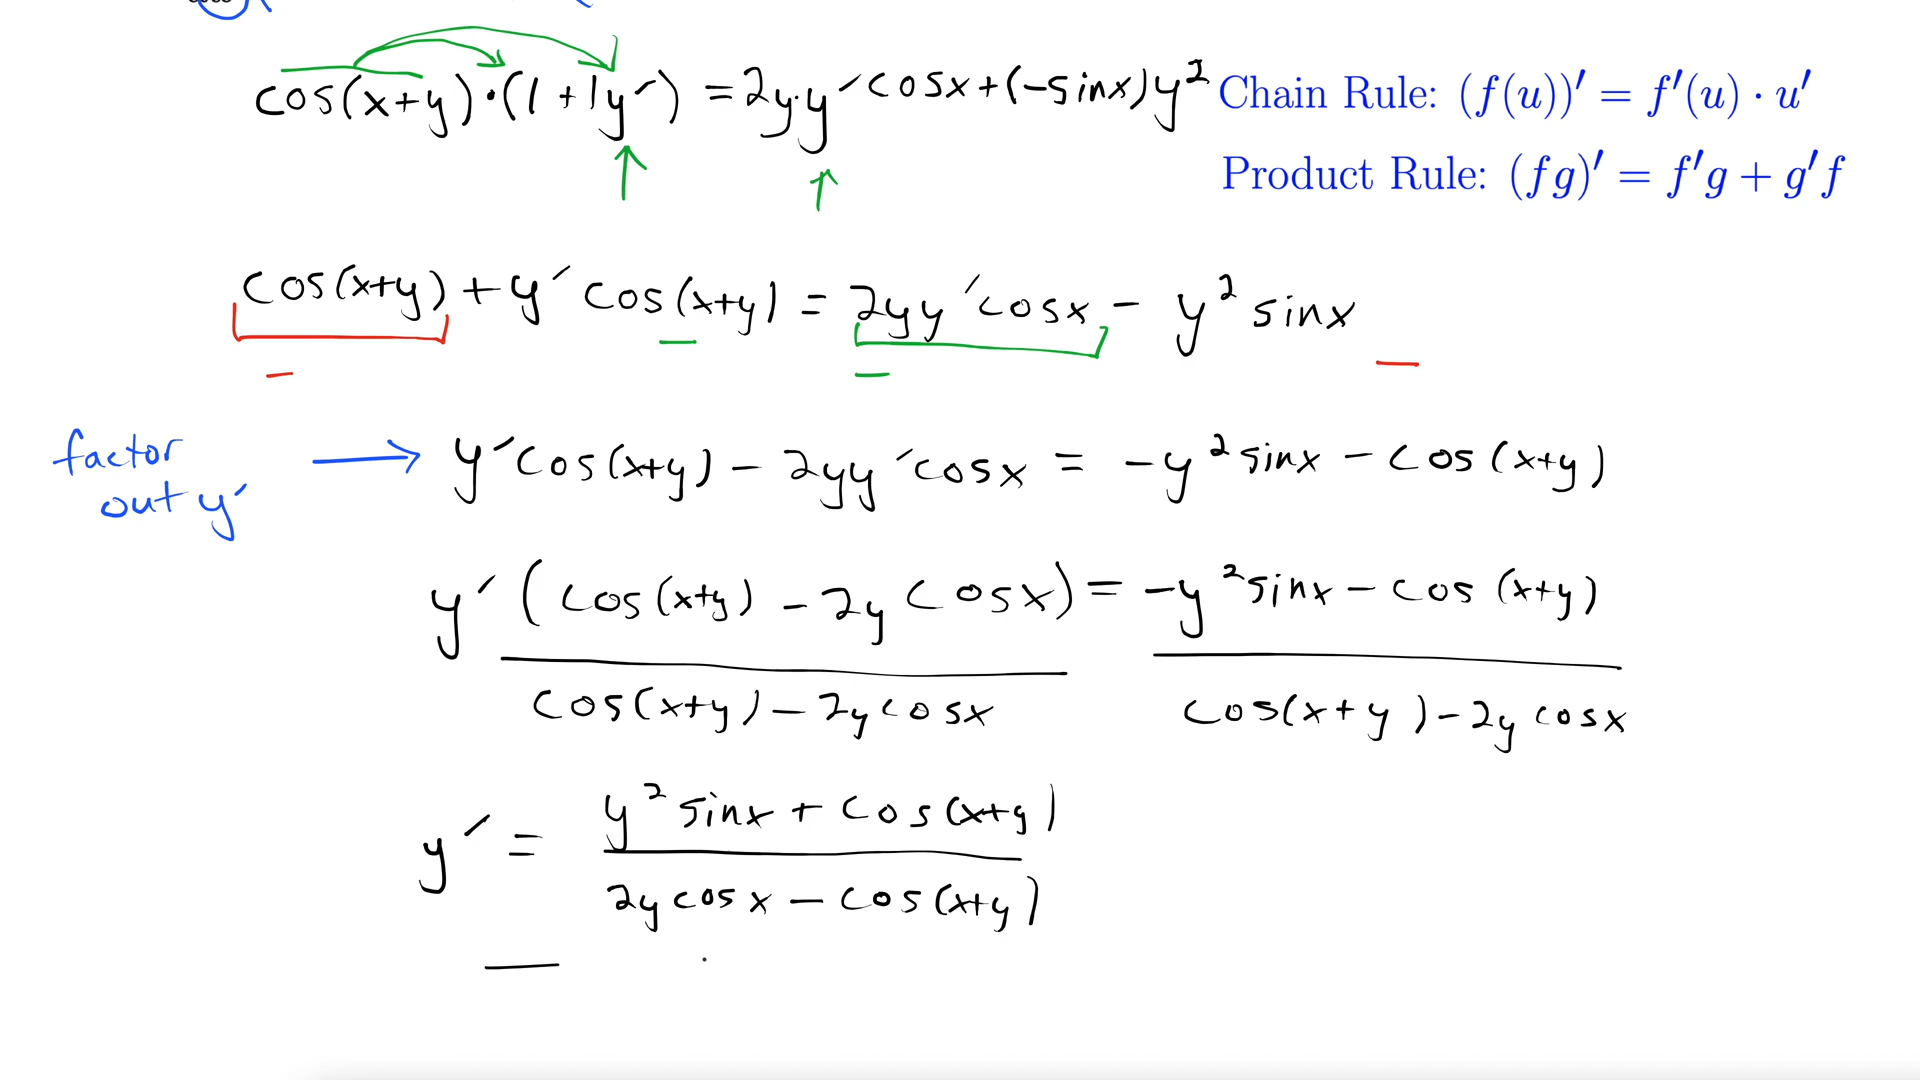 cos(x+y)·(1+1y′) = 2y·y′cosx+(-sinx)y²
Chain Rule: (f(u))′ = f′(u) · u′
Product Rule: (fg)′ = f′g + g′f
cos(x+y)+y′cos(x+y) = 2yy′cosx - y²sinx
factor out y′ → y′cos(x+y) - 2yy′cosx = -y²sinx - cos(x+y)
y′(cos(x+y) - 2y cosx) = -y²sinx - cos(x+y)
cos(x+y) - 2y cosx cos(x+y) - 2y cosx
y′ = y²sinx + cos(x+y)
2y cosx - cos(x+y)